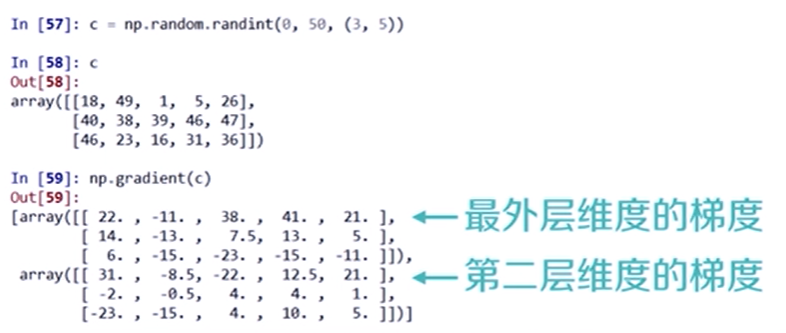 In [57]: c = np.random.randint(0, 50, (3, 5))
In [58]: c
Out[58]:
array([[18, 49,  1,  5, 26],
       [40, 38, 39, 46, 47],
       [46, 23, 16, 31, 36]])
In [59]: np.gradient(c)
Out[59]:
[array([[ 22. , -11. ,  38. ,  41. ,  21. ], ← 最外层维度的梯度
       [ 14. , -13. ,   7.5,  13. ,   5. ],
       [  6. , -15. , -23. , -15. , -11. ]]),
 array([[ 31. ,  -8.5, -22. ,  12.5,  21. ], ← 第二层维度的梯度
       [ -2. ,  -0.5,   4. ,   4. ,   1. ],
       [-23. , -15. ,   4. ,  10. ,   5. ]])]